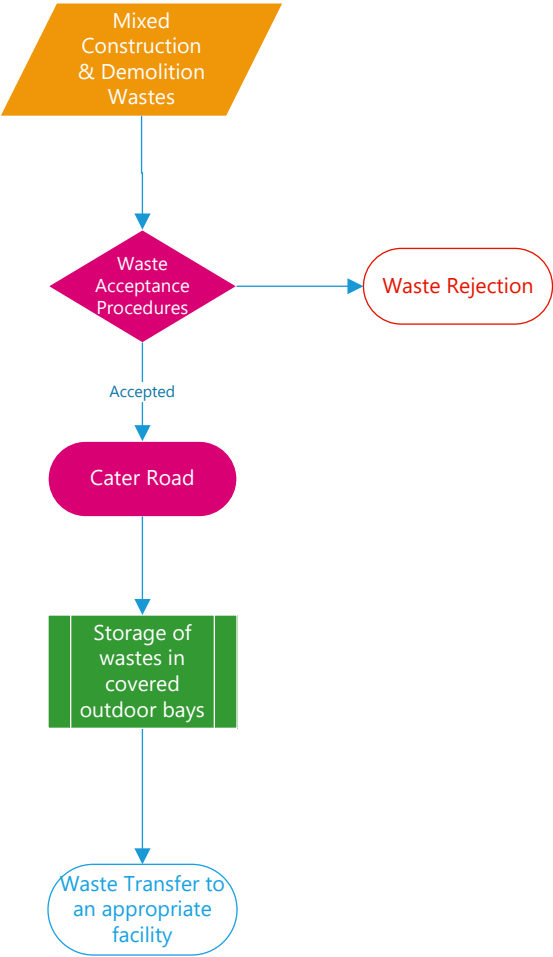 Mixed
Construction
& Demolition
Wastes
Waste
Acceptance
Procedures
Waste Rejection
Accepted
Cater Road
Storage of
wastes in
covered
outdoor bays
Waste Transfer to
an appropriate
facility